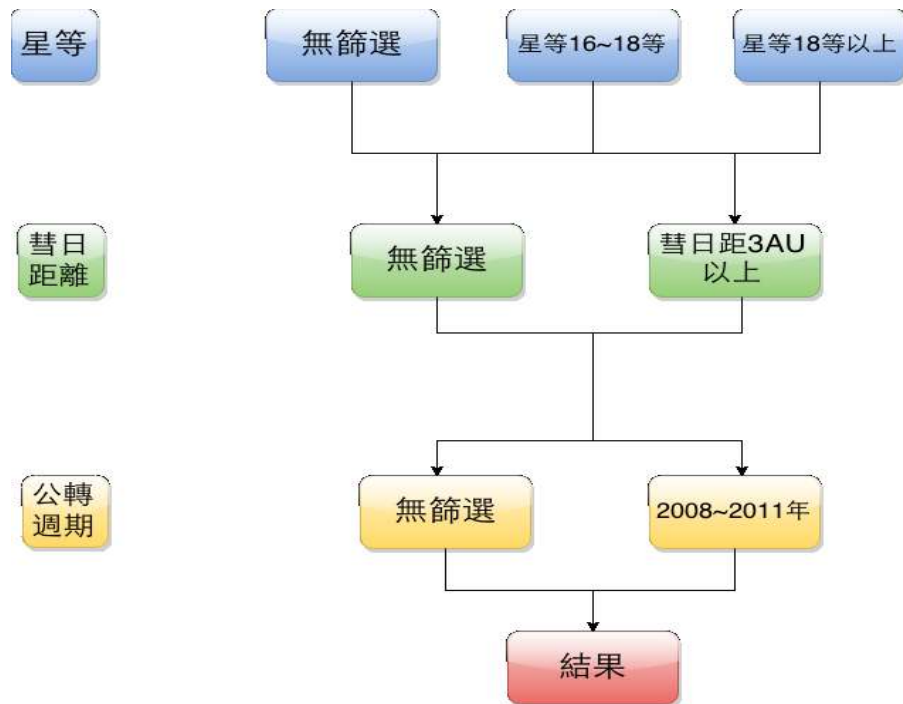 星等
無篩選
星等16~18等
星等18等以上
彗日
距離
無篩選
彗日距3AU
以上
公轉
週期
無篩選
2008~2011年
結果